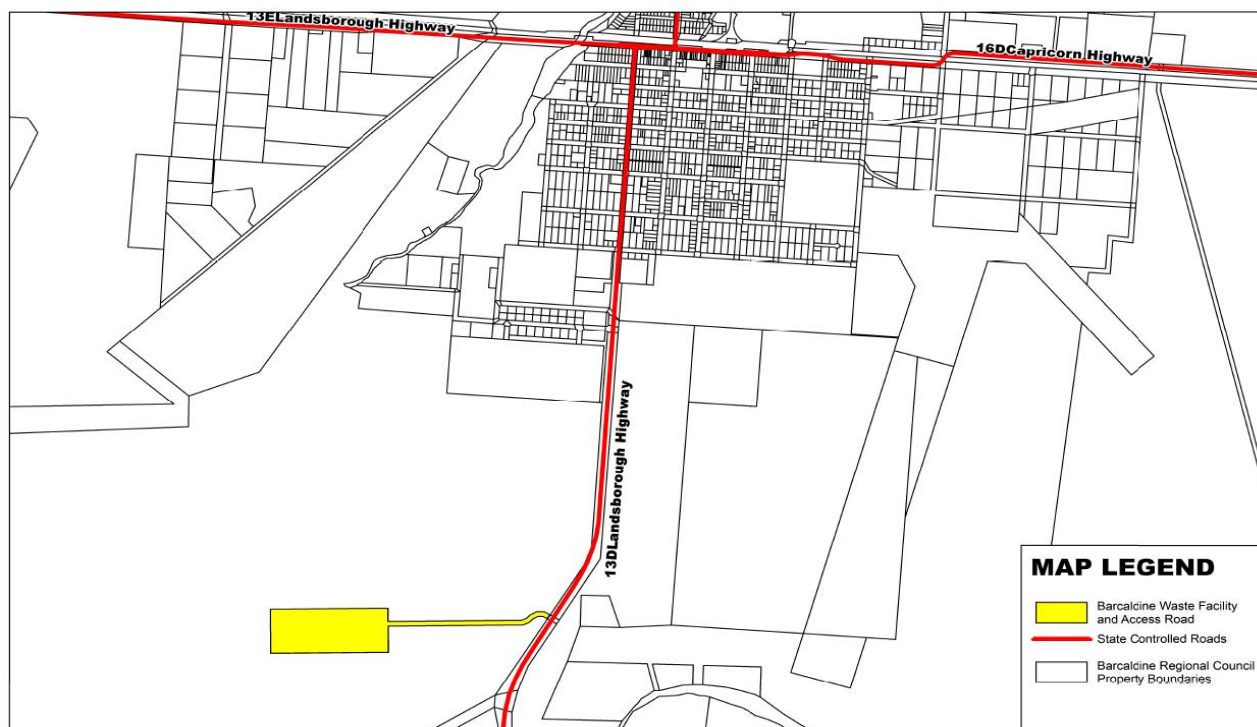 13ELandsborough Highway
16DCapricorn Highway
13DLandsborough Highway
MAP LEGEND
Barcaldine Waste Facility
and Access Road
State Controlled Roads
Barcaldine Regional Council
Property Boundaries